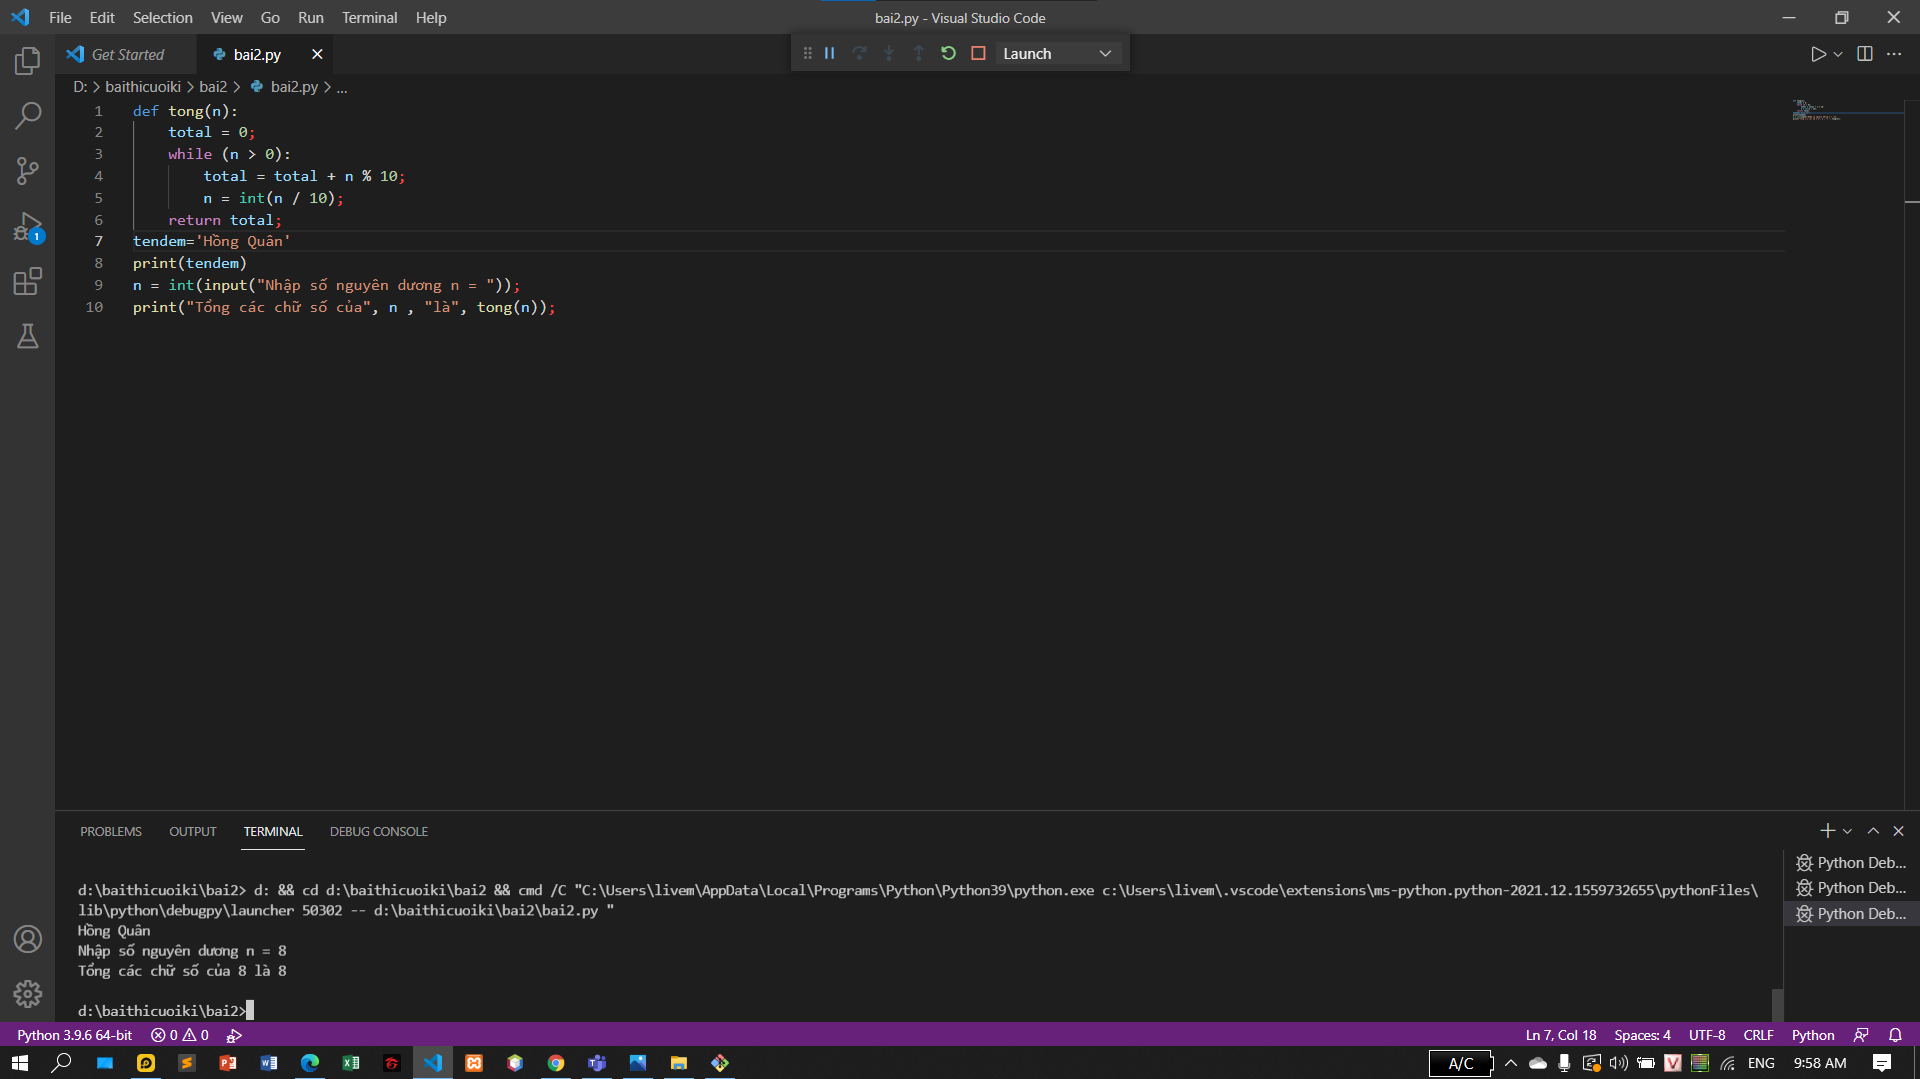 File Edit Selection View Go Run Terminal Help
bai2.py - Visual Studio Code
Get Started
bai2.py
Launch
D: > baithicuoiki > bai2 > bai2.py > ...
1 def tong(n):
2 total = 0;
3 while (n > 0):
4 total = total + n % 10;
5 n = int(n / 10);
6 return total;
7 tendem='Hồng Quân'
8 print(tendem)
9 n = int(input("Nhập số nguyên dương n = "));
10 print("Tổng các chữ số của", n , "là", tong(n));
1
PROBLEMS OUTPUT TERMINAL DEBUG CONSOLE
Python Deb...
Python Deb...
Python Deb...
d:\baithicuoiki\bai2> d: && cd d:\baithicuoiki\bai2 && cmd /C "C:\Users\livem\AppData\Local\Programs\Python\Python39\python.exe c:\Users\livem\.vscode\extensions\ms-python.python-2021.12.1559732655\pythonFiles\
lib\python\debugpy\launcher 50302 -- d:\baithicuoiki\bai2\bai2.py "
Hồng Quân
Nhập số nguyên dương n = 8
Tổng các chữ số của 8 là 8
d:\baithicuoiki\bai2>
Python 3.9.6 64-bit 0 0
Ln 7, Col 18 Spaces: 4 UTF-8 CRLF Python
A/C
ENG
9:58 AM